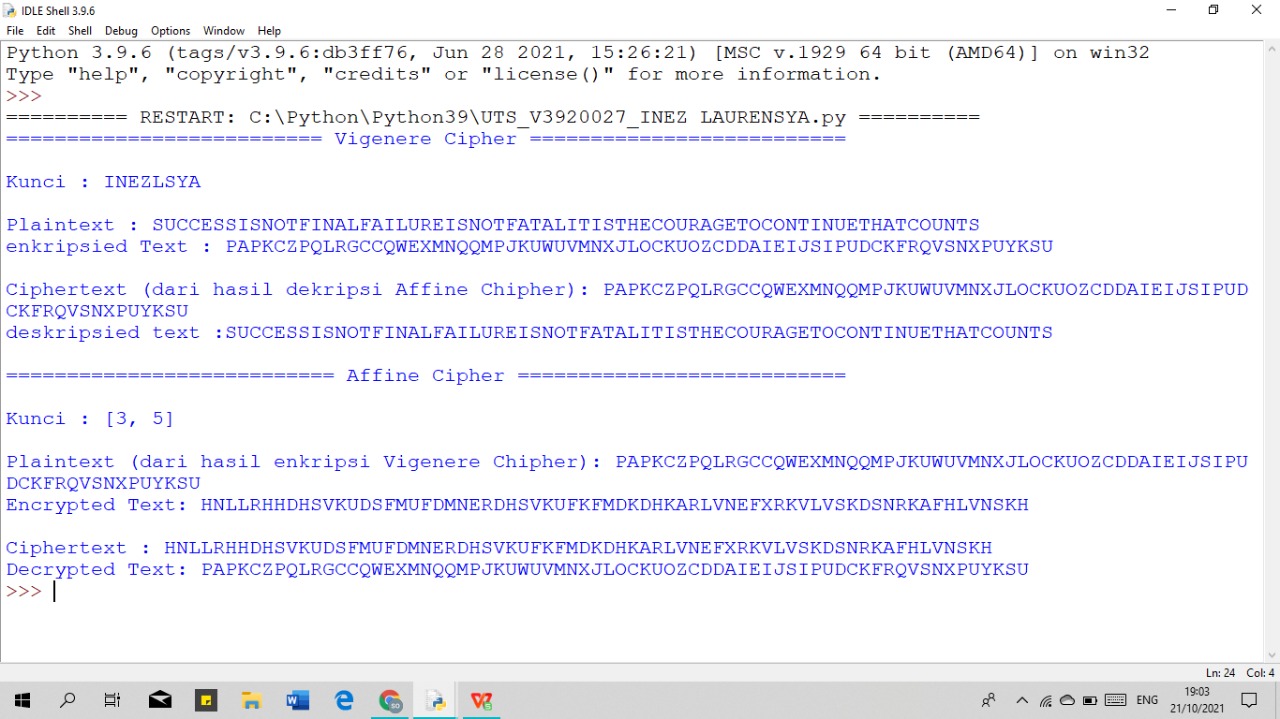 IDLE Shell 3.9.6
File Edit Shell Debug Options Window Help
Python 3.9.6 (tags/v3.9.6:db3ff76, Jun 28 2021, 15:26:21) [MSC v.1929 64 bit (AMD64)] on win32
Type "help", "copyright", "credits" or "license()" for more information.
>>>
========== RESTART: C:\Python\Python39\UTS_V3920027_INEZ LAURENSYA.py ==========
========================== Vigenere Cipher ==========================
Kunci : INEZLSYA
Plaintext : SUCCESSISNOTFINALFAILUREISNOTFATALITISTHECOURAGETOCONTINUETHATCOUNTS
enkripsied Text : PAPKCZPQLRGCCQWEXMNQQMPJKUWUVMNXJLOCKUOZCDDAIEIJSIPUDCKFRQVSNXPUYKSU
Ciphertext (dari hasil dekripsi Affine Chipher): PAPKCZPQLRGCCQWEXMNQQMPJKUWUVMNXJLOCKUOZCDDAIEIJSIPUD
CKFRQVSNXPUYKSU
deskripsied text :SUCCESSISNOTFINALFAILUREISNOTFATALITISTHECOURAGETOCONTINUETHATCOUNTS
=========================== Affine Cipher ===========================
Kunci : [3, 5]
Plaintext (dari hasil enkripsi Vigenere Chipher): PAPKCZPQLRGCCQWEXMNQQMPJKUWUVMNXJLOCKUOZCDDAIEIJSIPU
DCKFRQVSNXPUYKSU
Encrypted Text: HNLLRHHDHSVKUDSFMUFDMNERDHSVKUFKFMDKDHKARLVNEFXRKVLVSKDSNRKAFHLVNSKH
Ciphertext : HNLLRHHDHSVKUDSFMUFDMNERDHSVKUFKFMDKDHKARLVNEFXRKVLVSKDSNRKAFHLVNSKH
Decrypted Text: PAPKCZPQLRGCCQWEXMNQQMPJKUWUVMNXJLOCKUOZCDDAIEIJSIPUDCKFRQVSNXPUYKSU
>>>
Ln: 24 Col: 4
ENG
19:03
21/10/2021